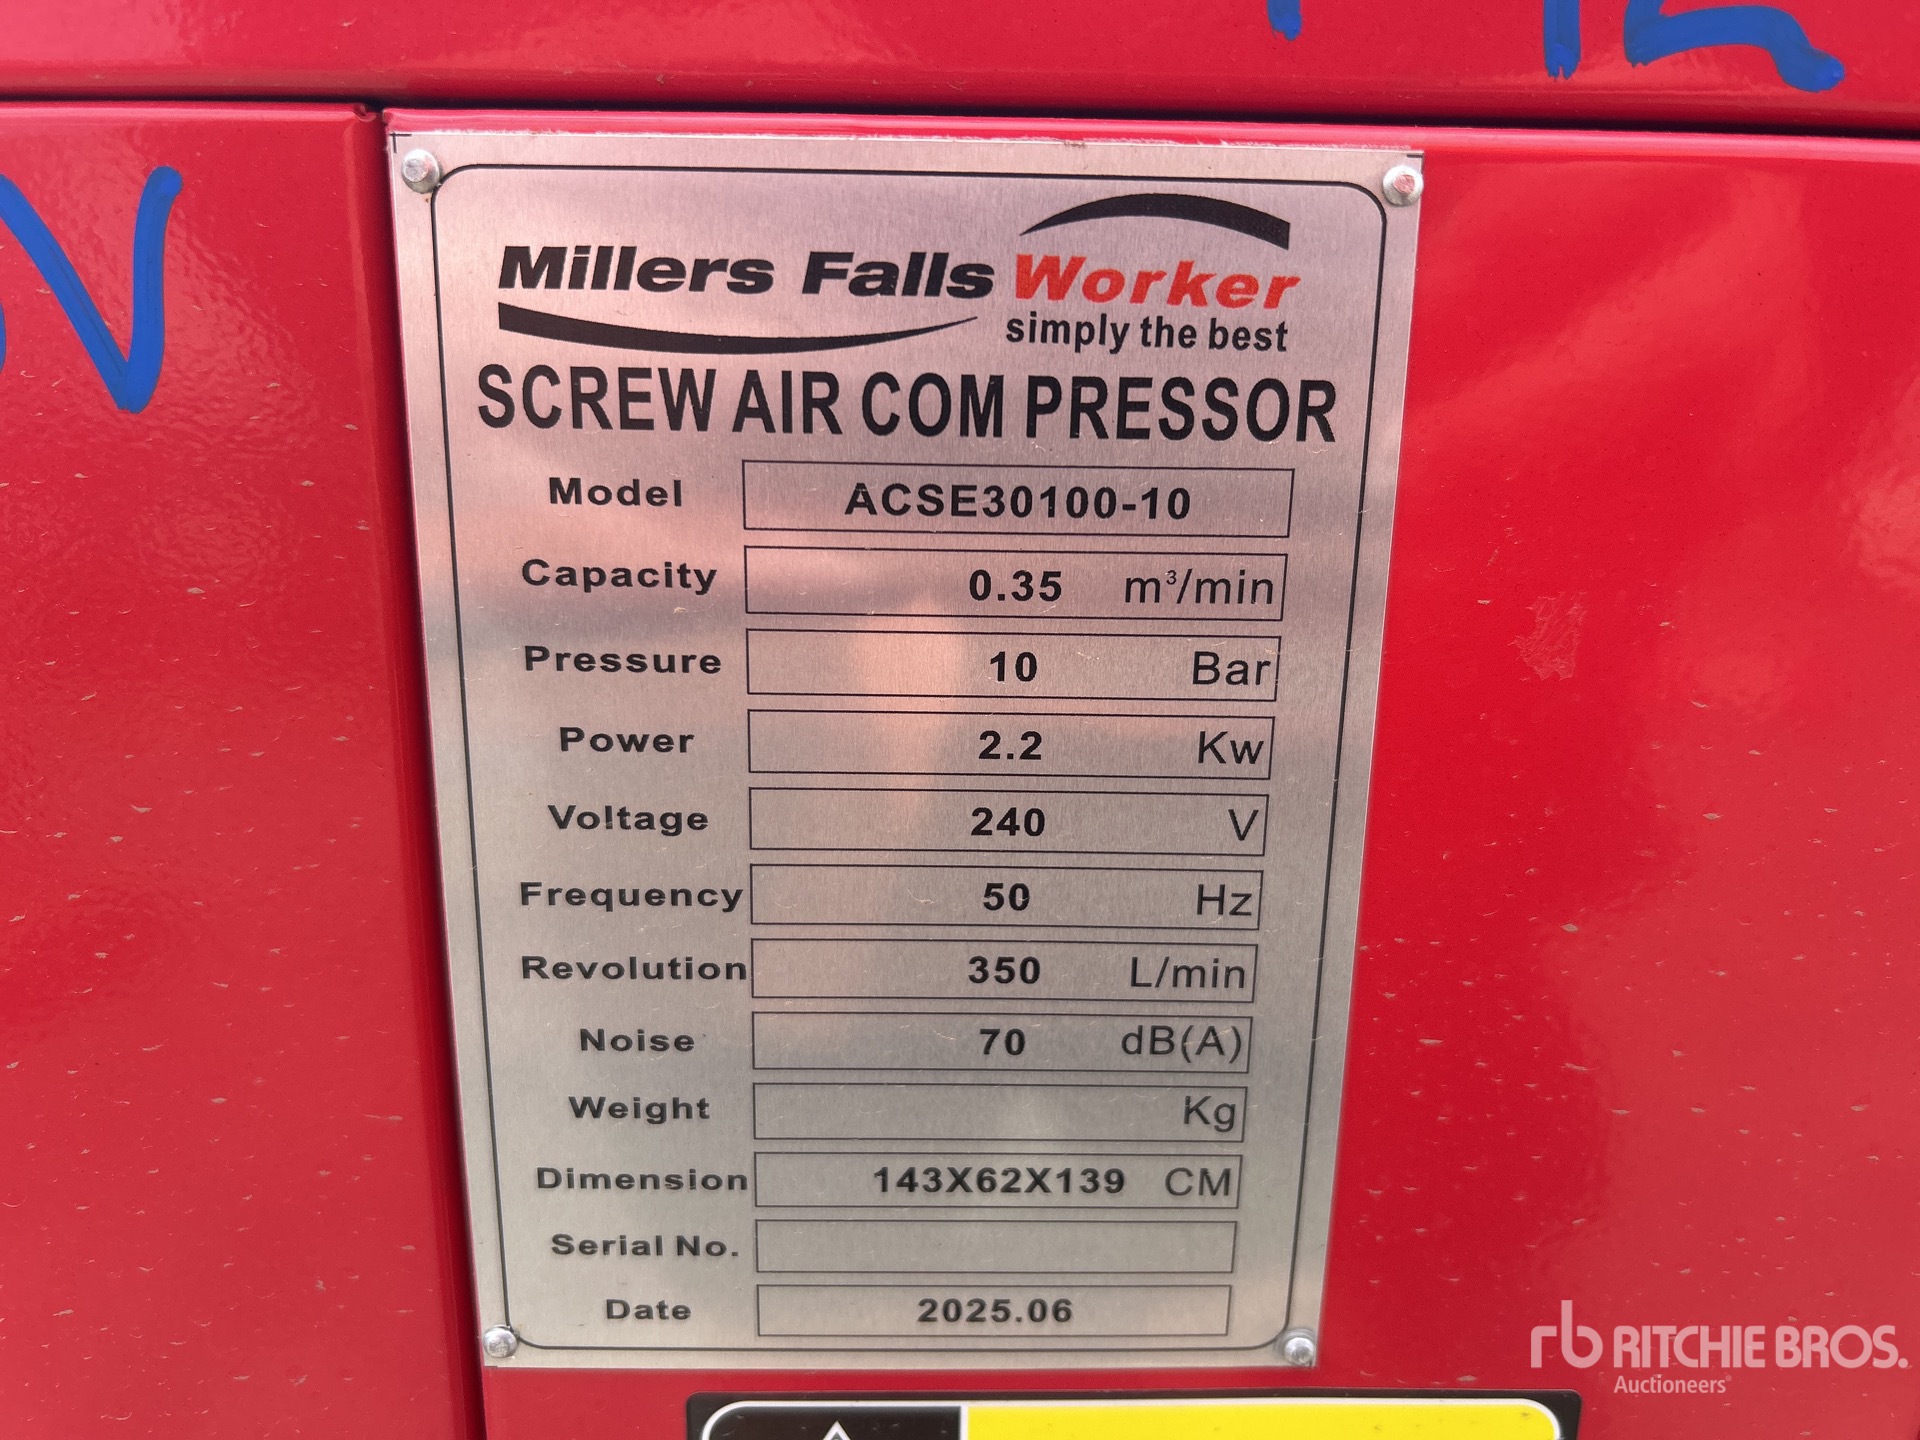 V
Millers Falls Worker
simply the best
SCREW AIR COM PRESSOR
Model ACSE30100-10
Capacity 0.35 m³/min
Pressure 10 Bar
Power 2.2 Kw
Voltage 240 V
Frequency 50 Hz
Revolution 350 L/min
Noise 70 dB(A)
Weight Kg
Dimension 143X62X139 CM
Serial No.
Date 2025.06
rb RITCHIE BROS.
Auctioneers